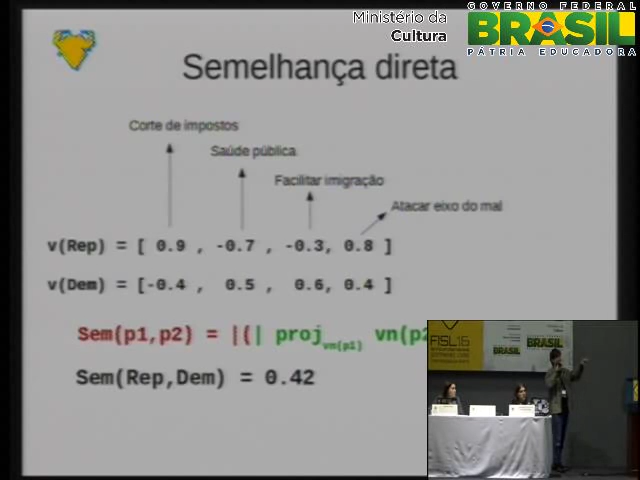 GOVERNO FEDERAL
Ministério da
Cultura
BRASIL
PÁTRIA EDUCADORA
Semelhança direta
Corte de impostos
Saúde pública
Facilitar imigração
Atacar eixo do mal
v(Rep) = [ 0.9 , -0.7 , -0.3, 0.8 ]
v(Dem) = [-0.4 , 0.5 , 0.6, 0.4 ]
Sem(p1,p2) = |(| proj vn(p1) vn(p2
Sem(Rep,Dem) = 0.42
FISL16
BRASIL
BRASIL